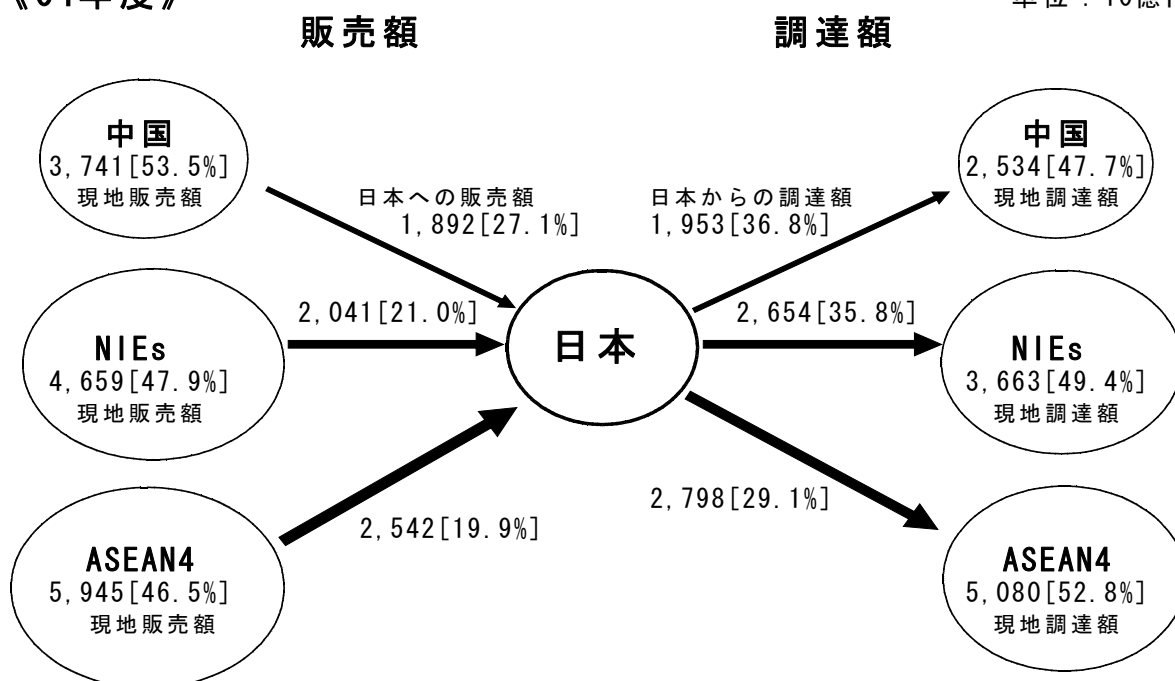 販売額
調達額
中国
3,741[53.5%]
現地販売額
日本への販売額
1,892[27.1%]
日本からの調達額
1,953[36.8%]
中国
2,534[47.7%]
現地調達額
NIEs
4,659[47.9%]
現地販売額
2,041[21.0%]
日本
2,654[35.8%]
NIEs
3,663[49.4%]
現地調達額
ASEAN4
5,945[46.5%]
現地販売額
2,542[19.9%]
2,798[29.1%]
ASEAN4
5,080[52.8%]
現地調達額